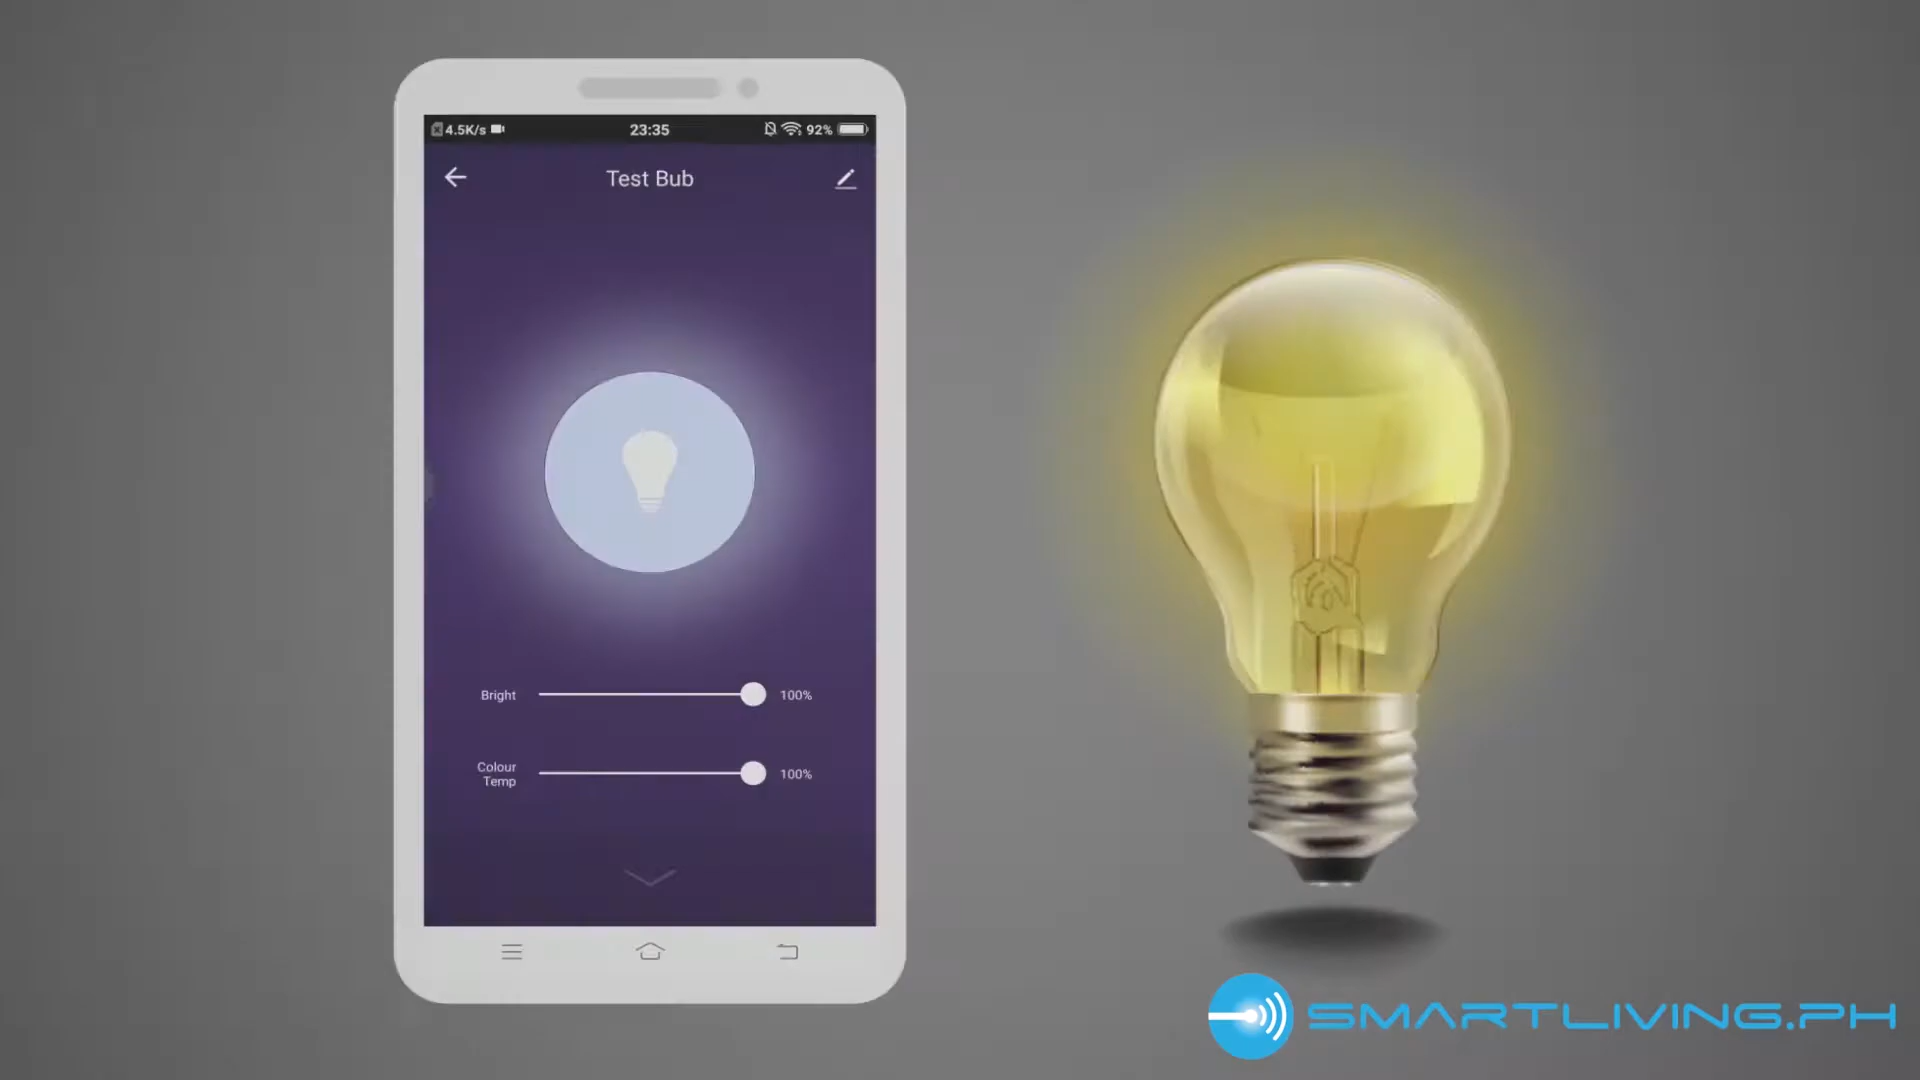 4.5K/s
23:35
92%
Test Bub
Bright
100%
Colour
Temp
100%
SMARTLIVING.PH